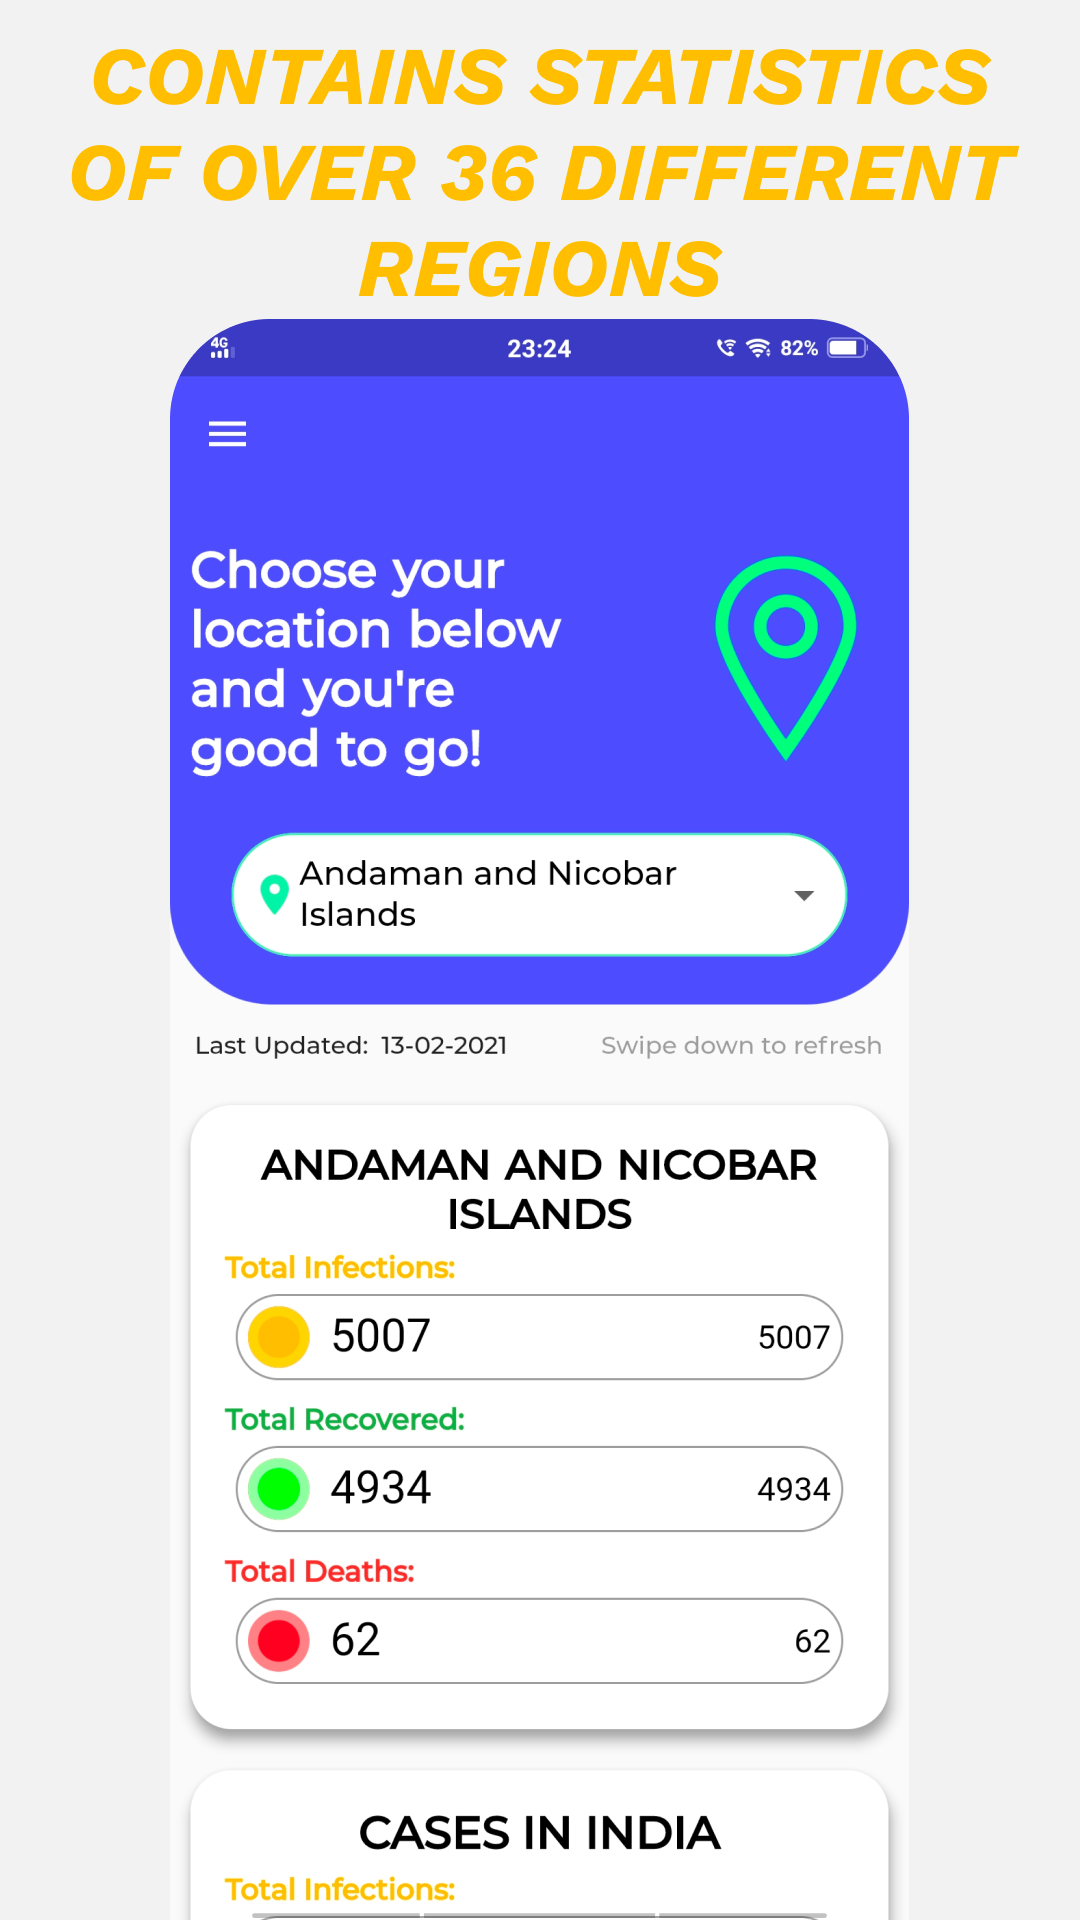 CONTAINS STATISTICS
OF OVER 36 DIFFERENT
REGIONS
4G 23:24 82%
Choose your
location below
and you're
good to go!
Andaman and Nicobar
Islands
Last Updated: 13-02-2021 Swipe down to refresh
ANDAMAN AND NICOBAR
ISLANDS
Total Infections:
5007 5007
Total Recovered:
4934 4934
Total Deaths:
62 62
CASES IN INDIA
Total Infections: